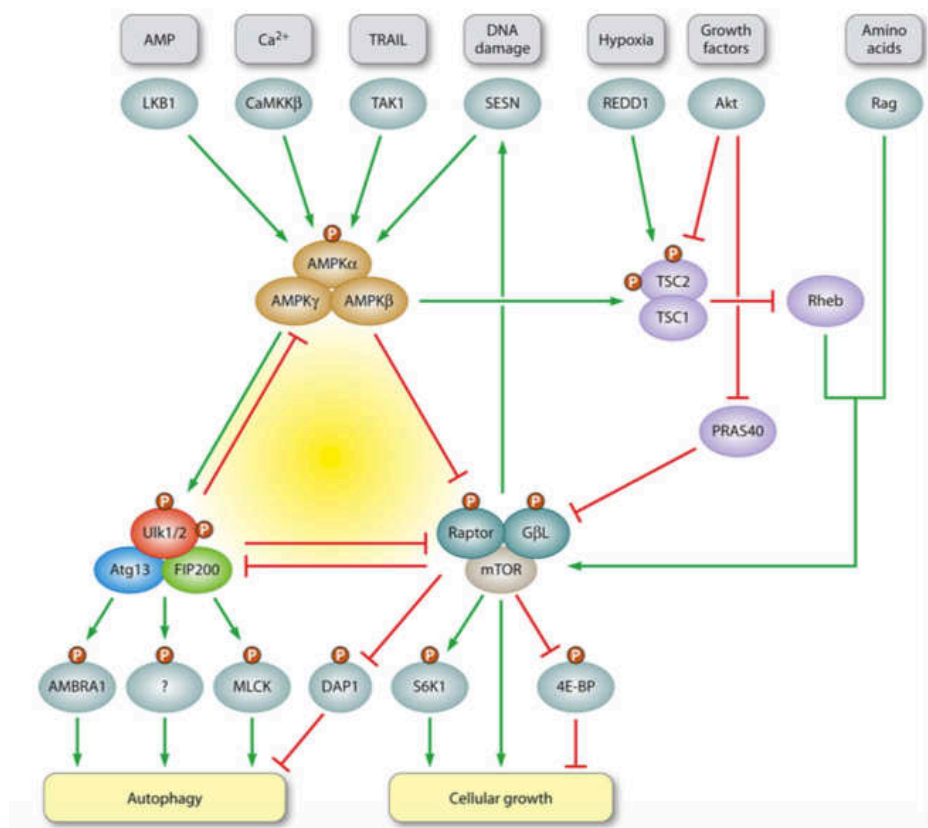 AMP
Ca²⁺
TRAIL
DNA
damage
Hypoxia
Growth
factors
Amino
acids
LKB1
CaMKKβ
TAK1
SESN
REDD1
Akt
Rag
P
AMPKα
AMPKγ
AMPKβ
P
P
TSC2
TSC1
Rheb
PRAS40
P
P
Ulk1/2
Atg13
FIP200
P
P
Raptor
GβL
mTOR
P
P
P
P
P
P
AMBRA1
?
MLCK
DAP1
S6K1
4E-BP
Autophagy
Cellular growth